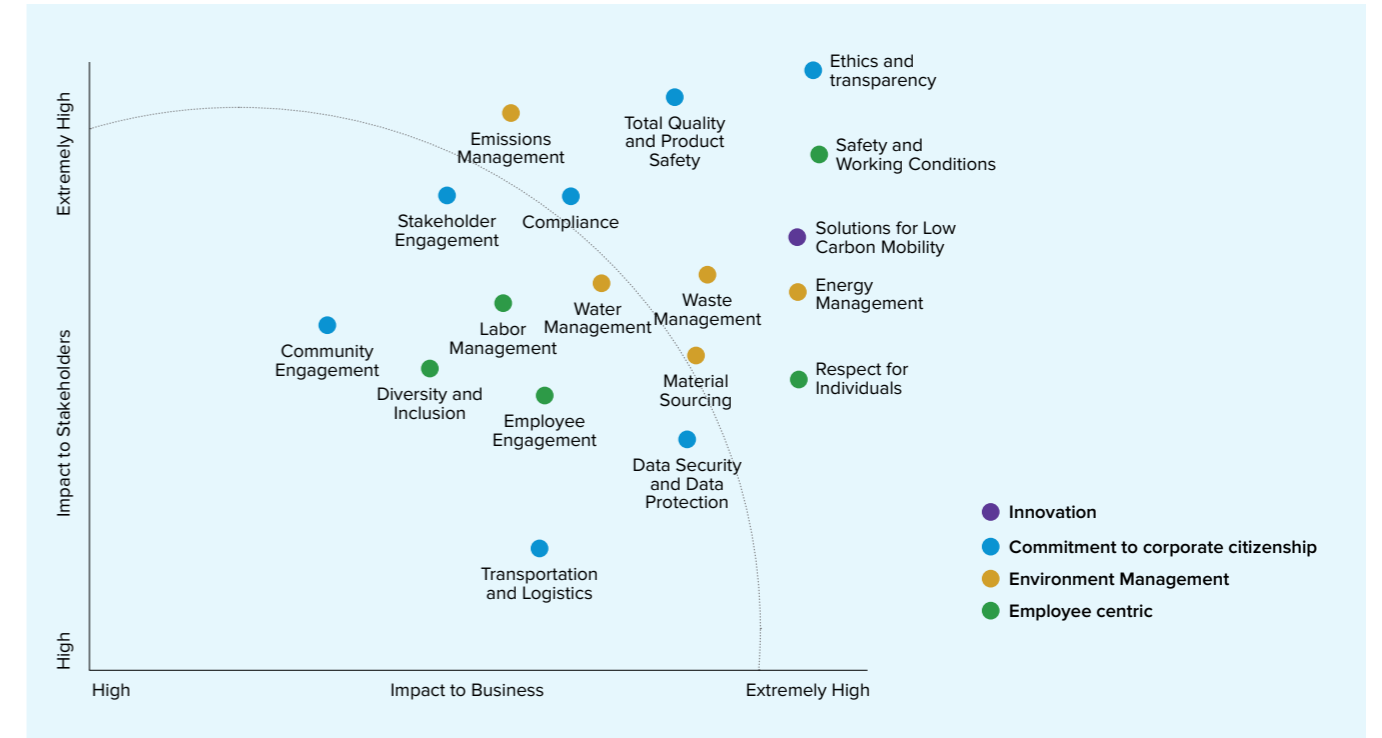 Extremely High
Impact to Stakeholders
High
Ethics and
transparency
Total Quality
and Product
Safety
Emissions
Management
Safety and
Working Conditions
Stakeholder
Engagement
Compliance
Solutions for Low
Carbon Mobility
Energy
Management
Waste
Management
Water
Management
Labor
Management
Community
Engagement
Diversity and
Inclusion
Employee
Engagement
Material
Sourcing
Respect for
Individuals
Data Security
and Data
Protection
Transportation
and Logistics
Innovation
Commitment to corporate citizenship
Environment Management
Employee centric
High
Impact to Business
Extremely High